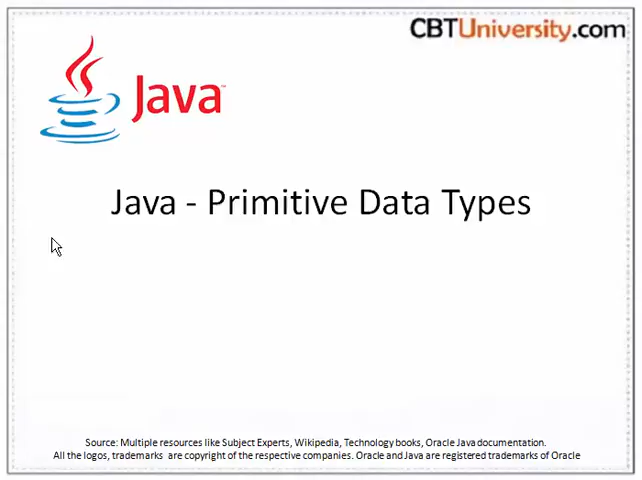 CBTUniversity.com
Java™
Java - Primitive Data Types
Source: Multiple resources like Subject Experts, Wikipedia, Technology books, Oracle Java documentation.
All the logos, trademarks are copyright of the respective companies. Oracle and Java are registered trademarks of Oracle